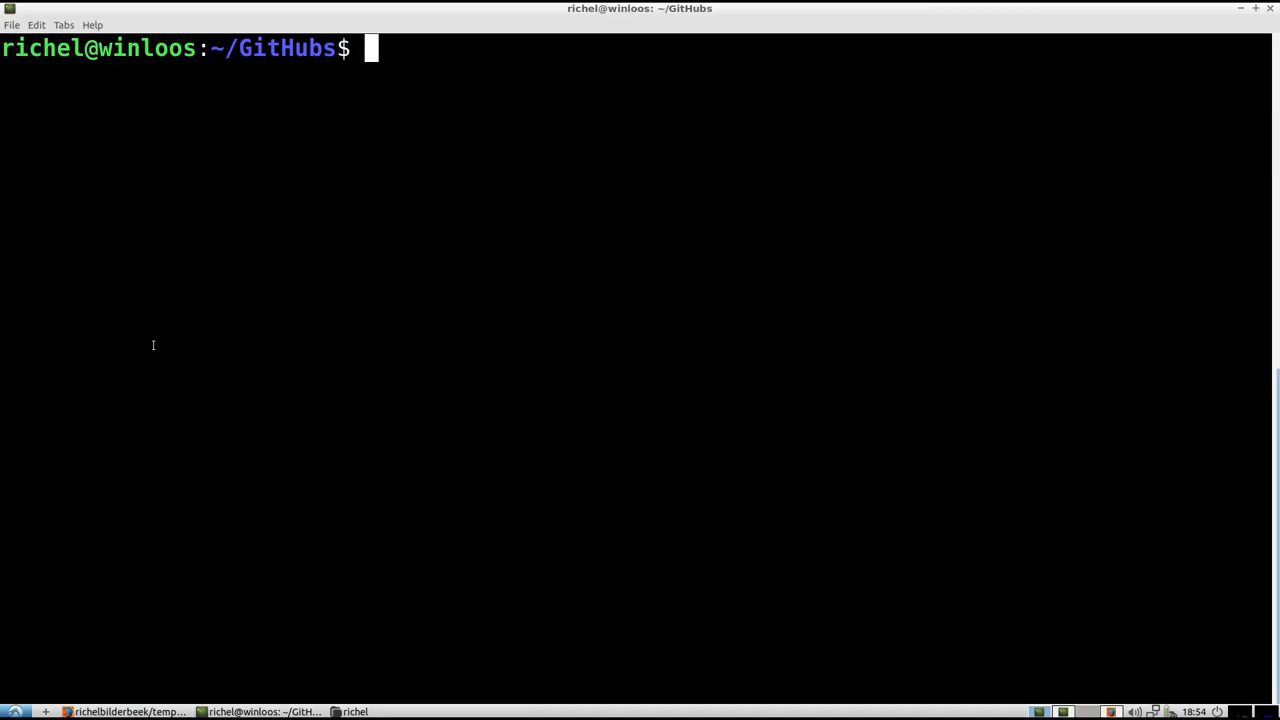 richel@winloos: ~/GitHubs
File Edit Tabs Help
richel@winloos:~/GitHubs$
richelbilderbeek/temp... richel@winloos: ~/GitH... richel 18:54